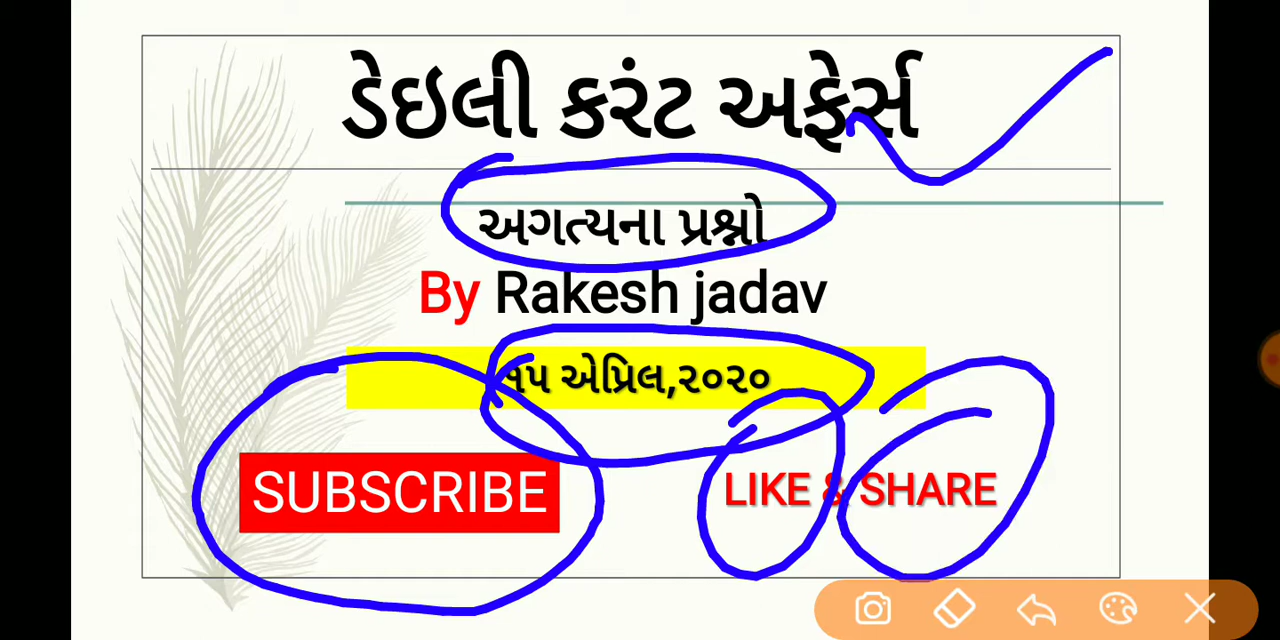 ડેઇલી કરંટ અફેર્સ
અગત્યના પ્રશ્નો
By Rakesh jadav
૧૫ એપ્રિલ,૨૦૨૦
SUBSCRIBE
LIKE & SHARE